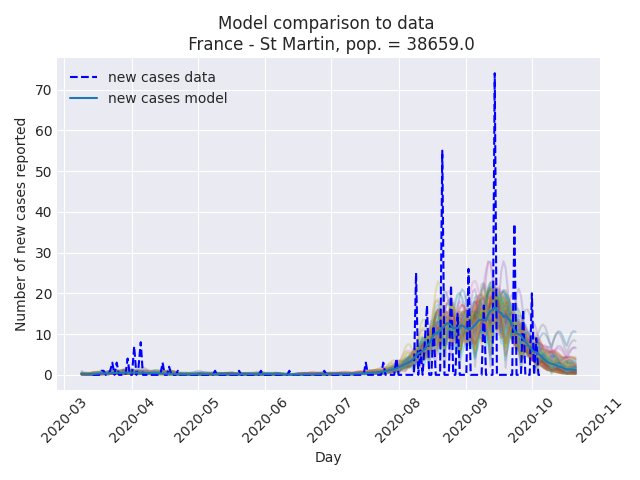 Model comparison to data
France - St Martin, pop. = 38659.0
new cases data
new cases model
Number of new cases reported
70
60
50
40
30
20
10
0
2020-03
2020-04
2020-05
2020-06
2020-07
2020-08
2020-09
2020-10
2020-11
Day